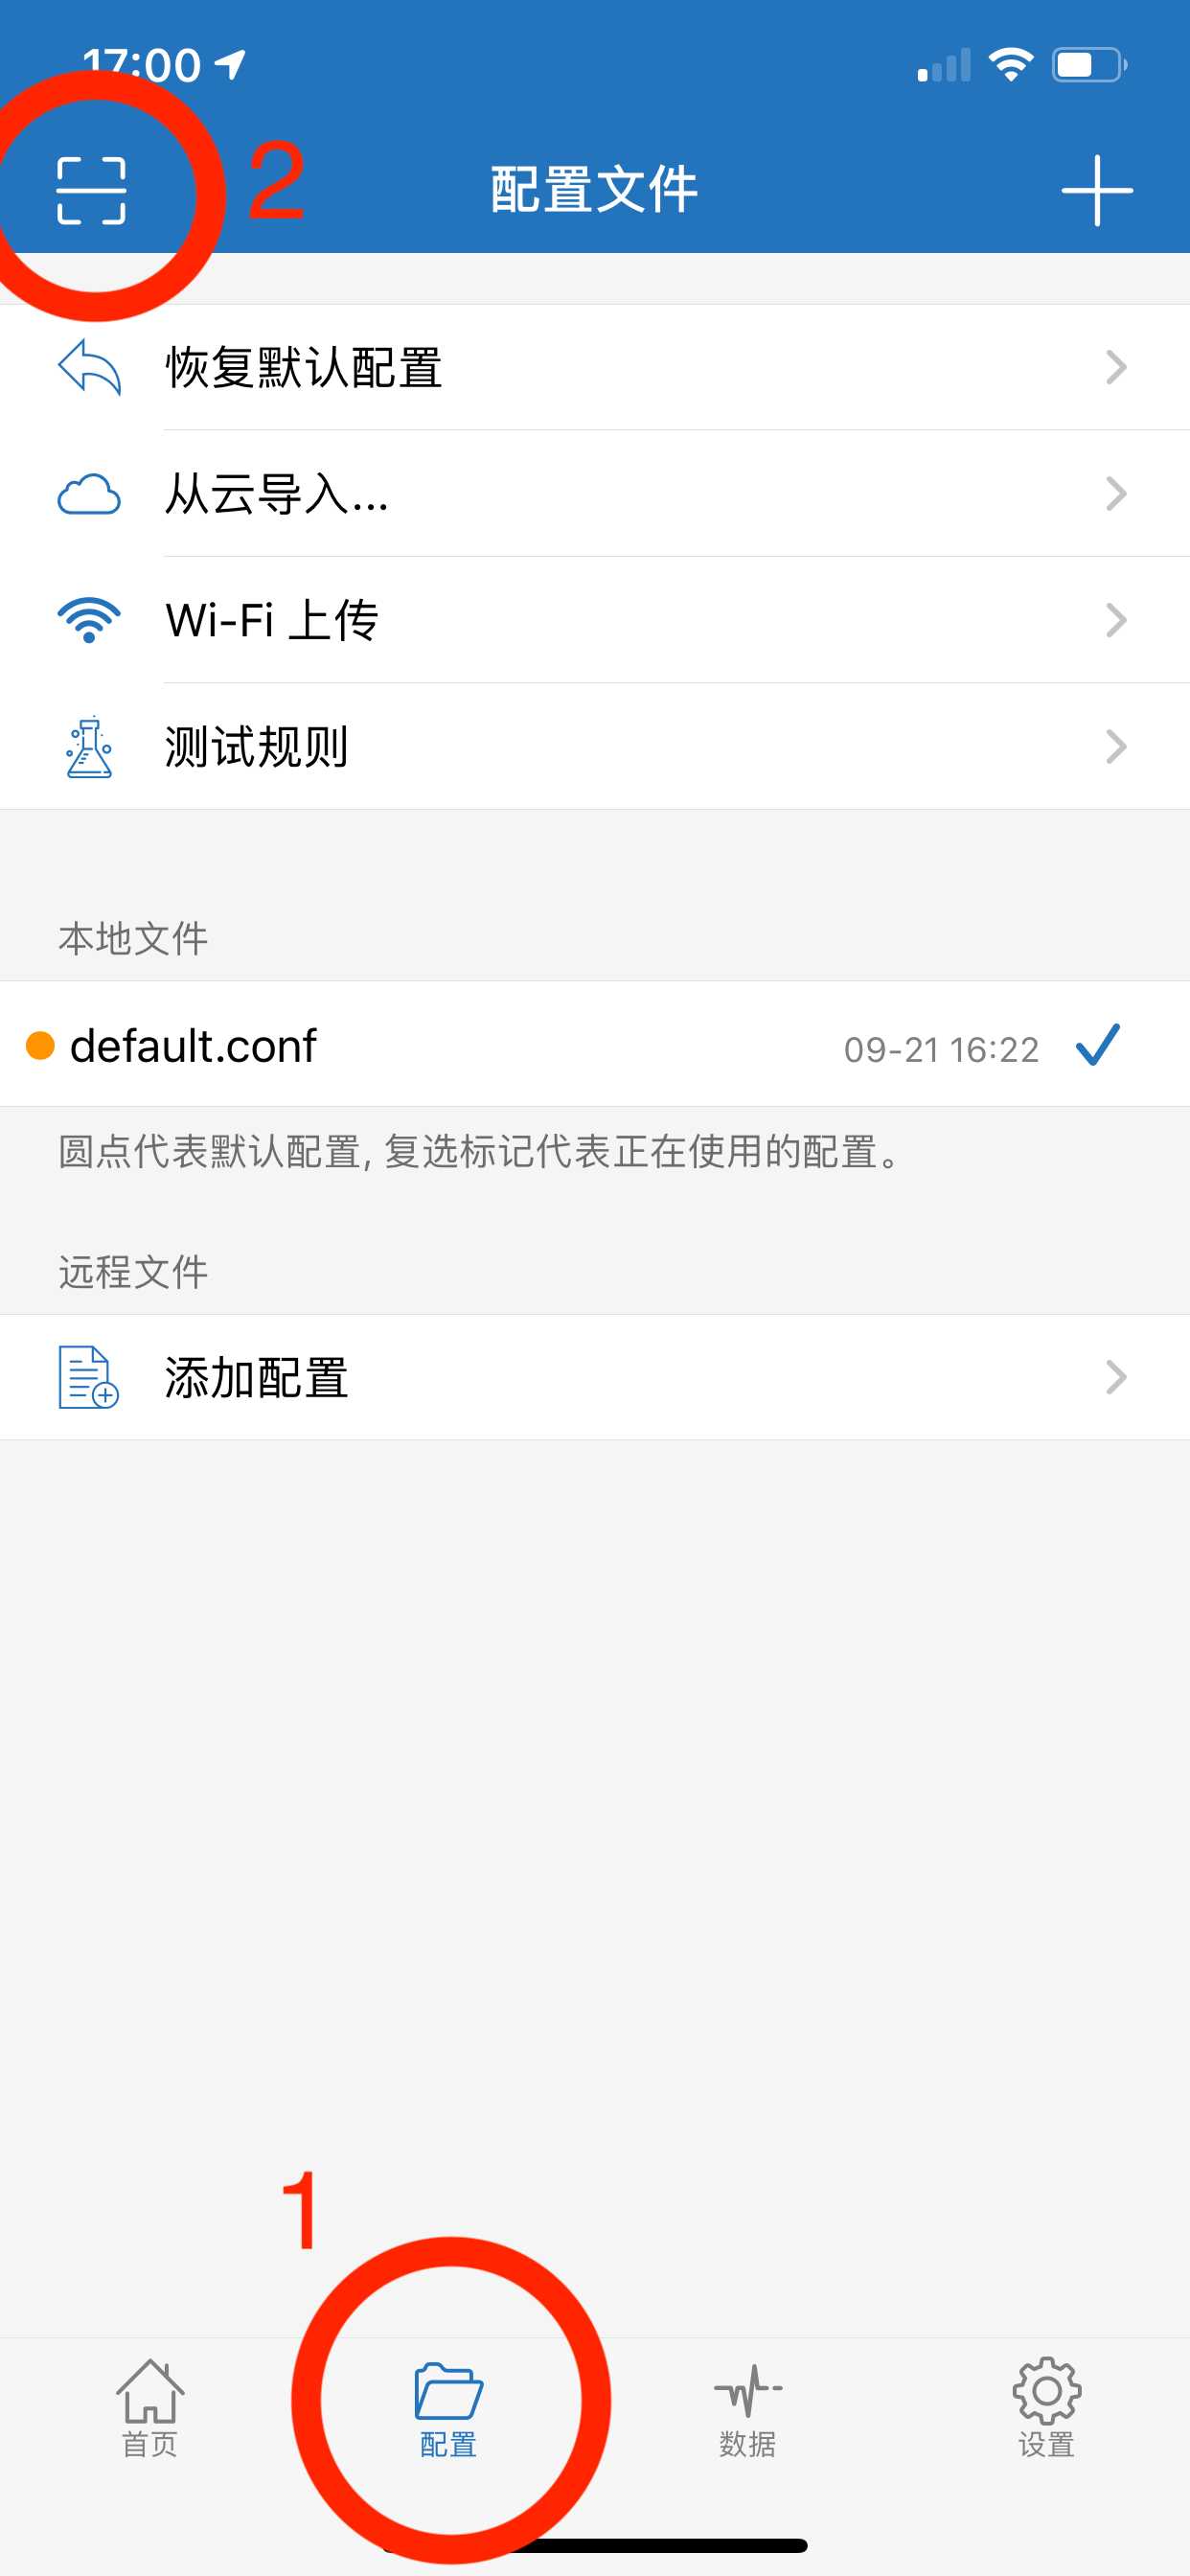 17:00
2
配置文件
恢复默认配置
从云导入...
Wi-Fi 上传
测试规则
本地文件
default.conf 09-21 16:22
圆点代表默认配置, 复选标记代表正在使用的配置。
远程文件
添加配置
1
首页 配置 数据 设置